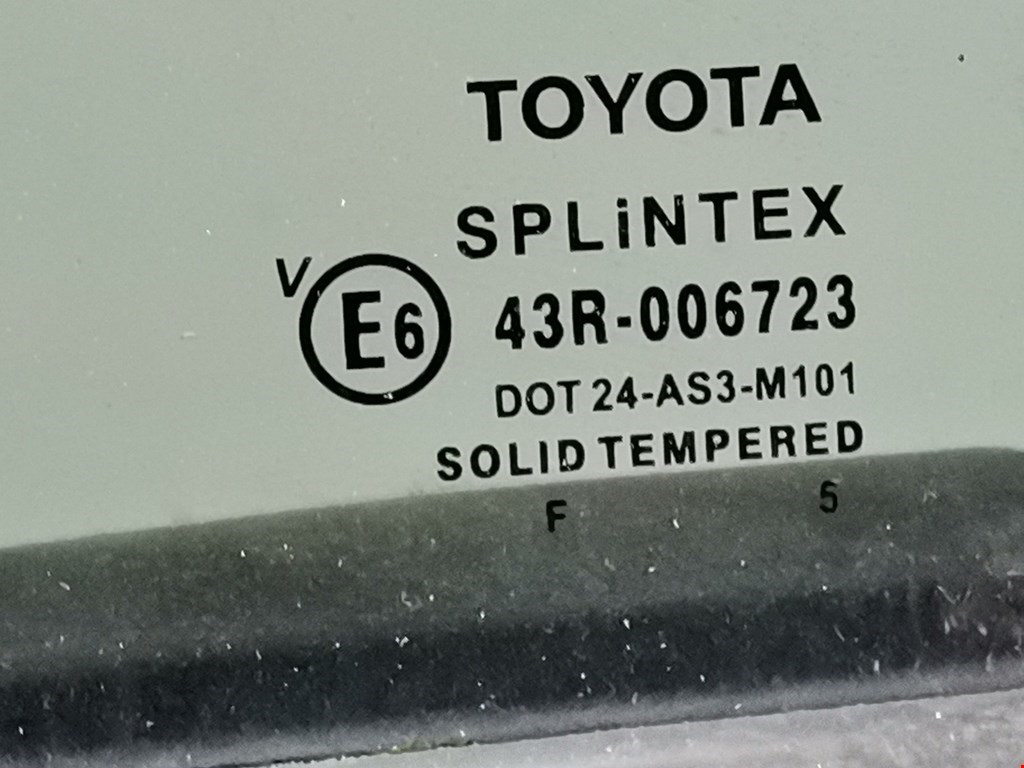 TOYOTA
SPLiNTEX
V E6 43R-006723
DOT 24-AS3-M101
SOLID TEMPERED
F 5